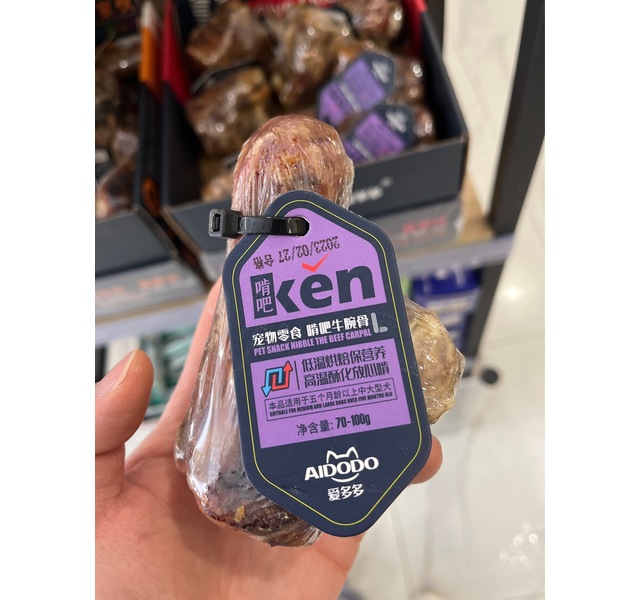 2023/02/27 合格
啃吧 kěn
宠物零食 啃吧牛腕骨 L
PET SNACK NIBBLE THE BEEF CARPAL
低温烘焙保营养
高温酥化放心啃
本品适用于五个月龄以上中大型犬
SUITABLE FOR MEDIUM AND LARGE DOGS OVER FIVE MONTHS OLD
净含量: 70-100g
AIDODO
爱多多